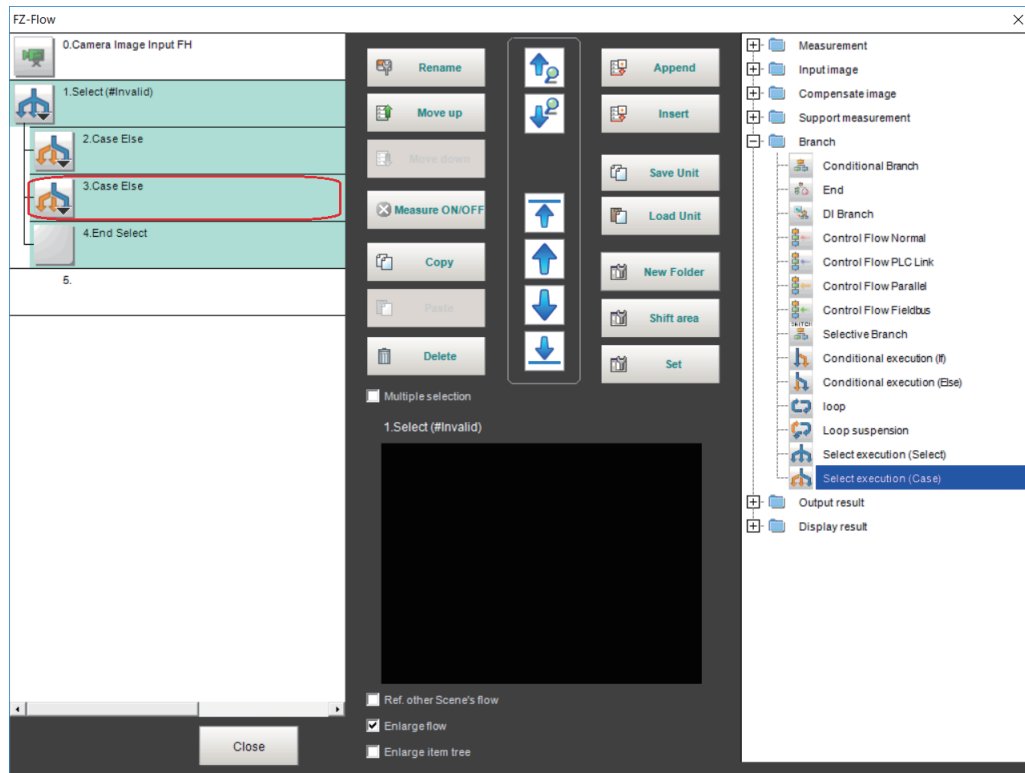 FZ-Flow
0.Camera Image Input FH
1.Select (#Invalid)
2.Case Else
3.Case Else
4.End Select
5.
Close
Rename
Move up
Move down
Measure ON/OFF
Copy
Paste
Delete
Append
Insert
Save Unit
Load Unit
New Folder
Shift area
Set
Multiple selection
1.Select (#Invalid)
Ref. other Scene's flow
Enlarge flow
Enlarge item tree
Measurement
Input image
Compensate image
Support measurement
Branch
Conditional Branch
End
DI Branch
Control Flow Normal
Control Flow PLC Link
Control Flow Parallel
Control Flow Fieldbus
Selective Branch
Conditional execution (If)
Conditional execution (Else)
loop
Loop suspension
Select execution (Select)
Select execution (Case)
Output result
Display result